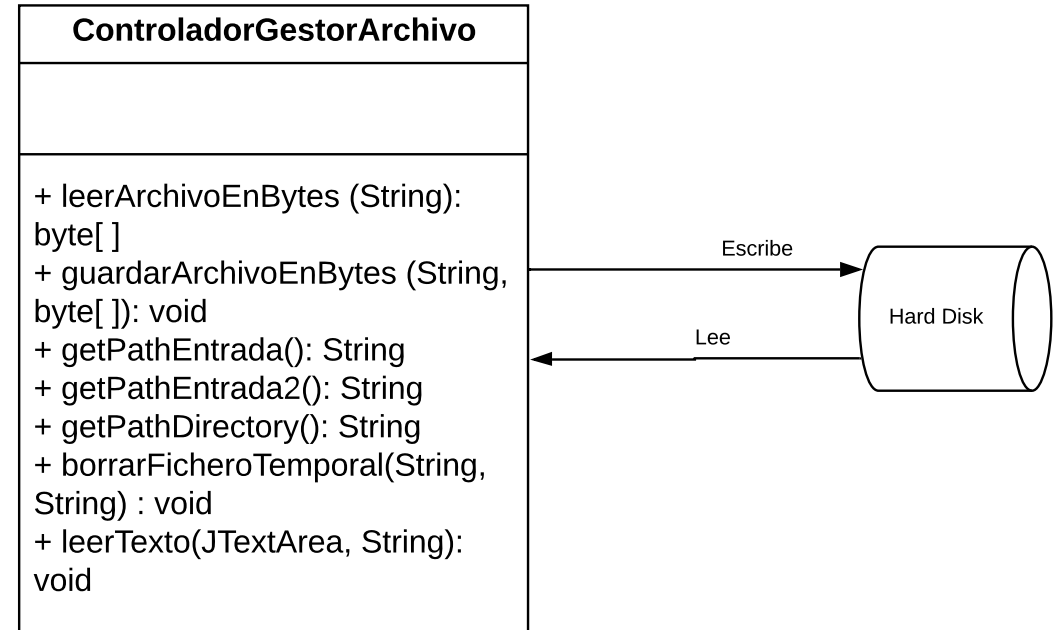 ControladorGestorArchivo
+ leerArchivoEnBytes (String):
byte[ ]
+ guardarArchivoEnBytes (String,
byte[ ]): void
+ getPathEntrada(): String
+ getPathEntrada2(): String
+ getPathDirectory(): String
+ borrarFicheroTemporal(String,
String) : void
+ leerTexto(JTextArea, String):
void
Escribe
Hard Disk
Lee